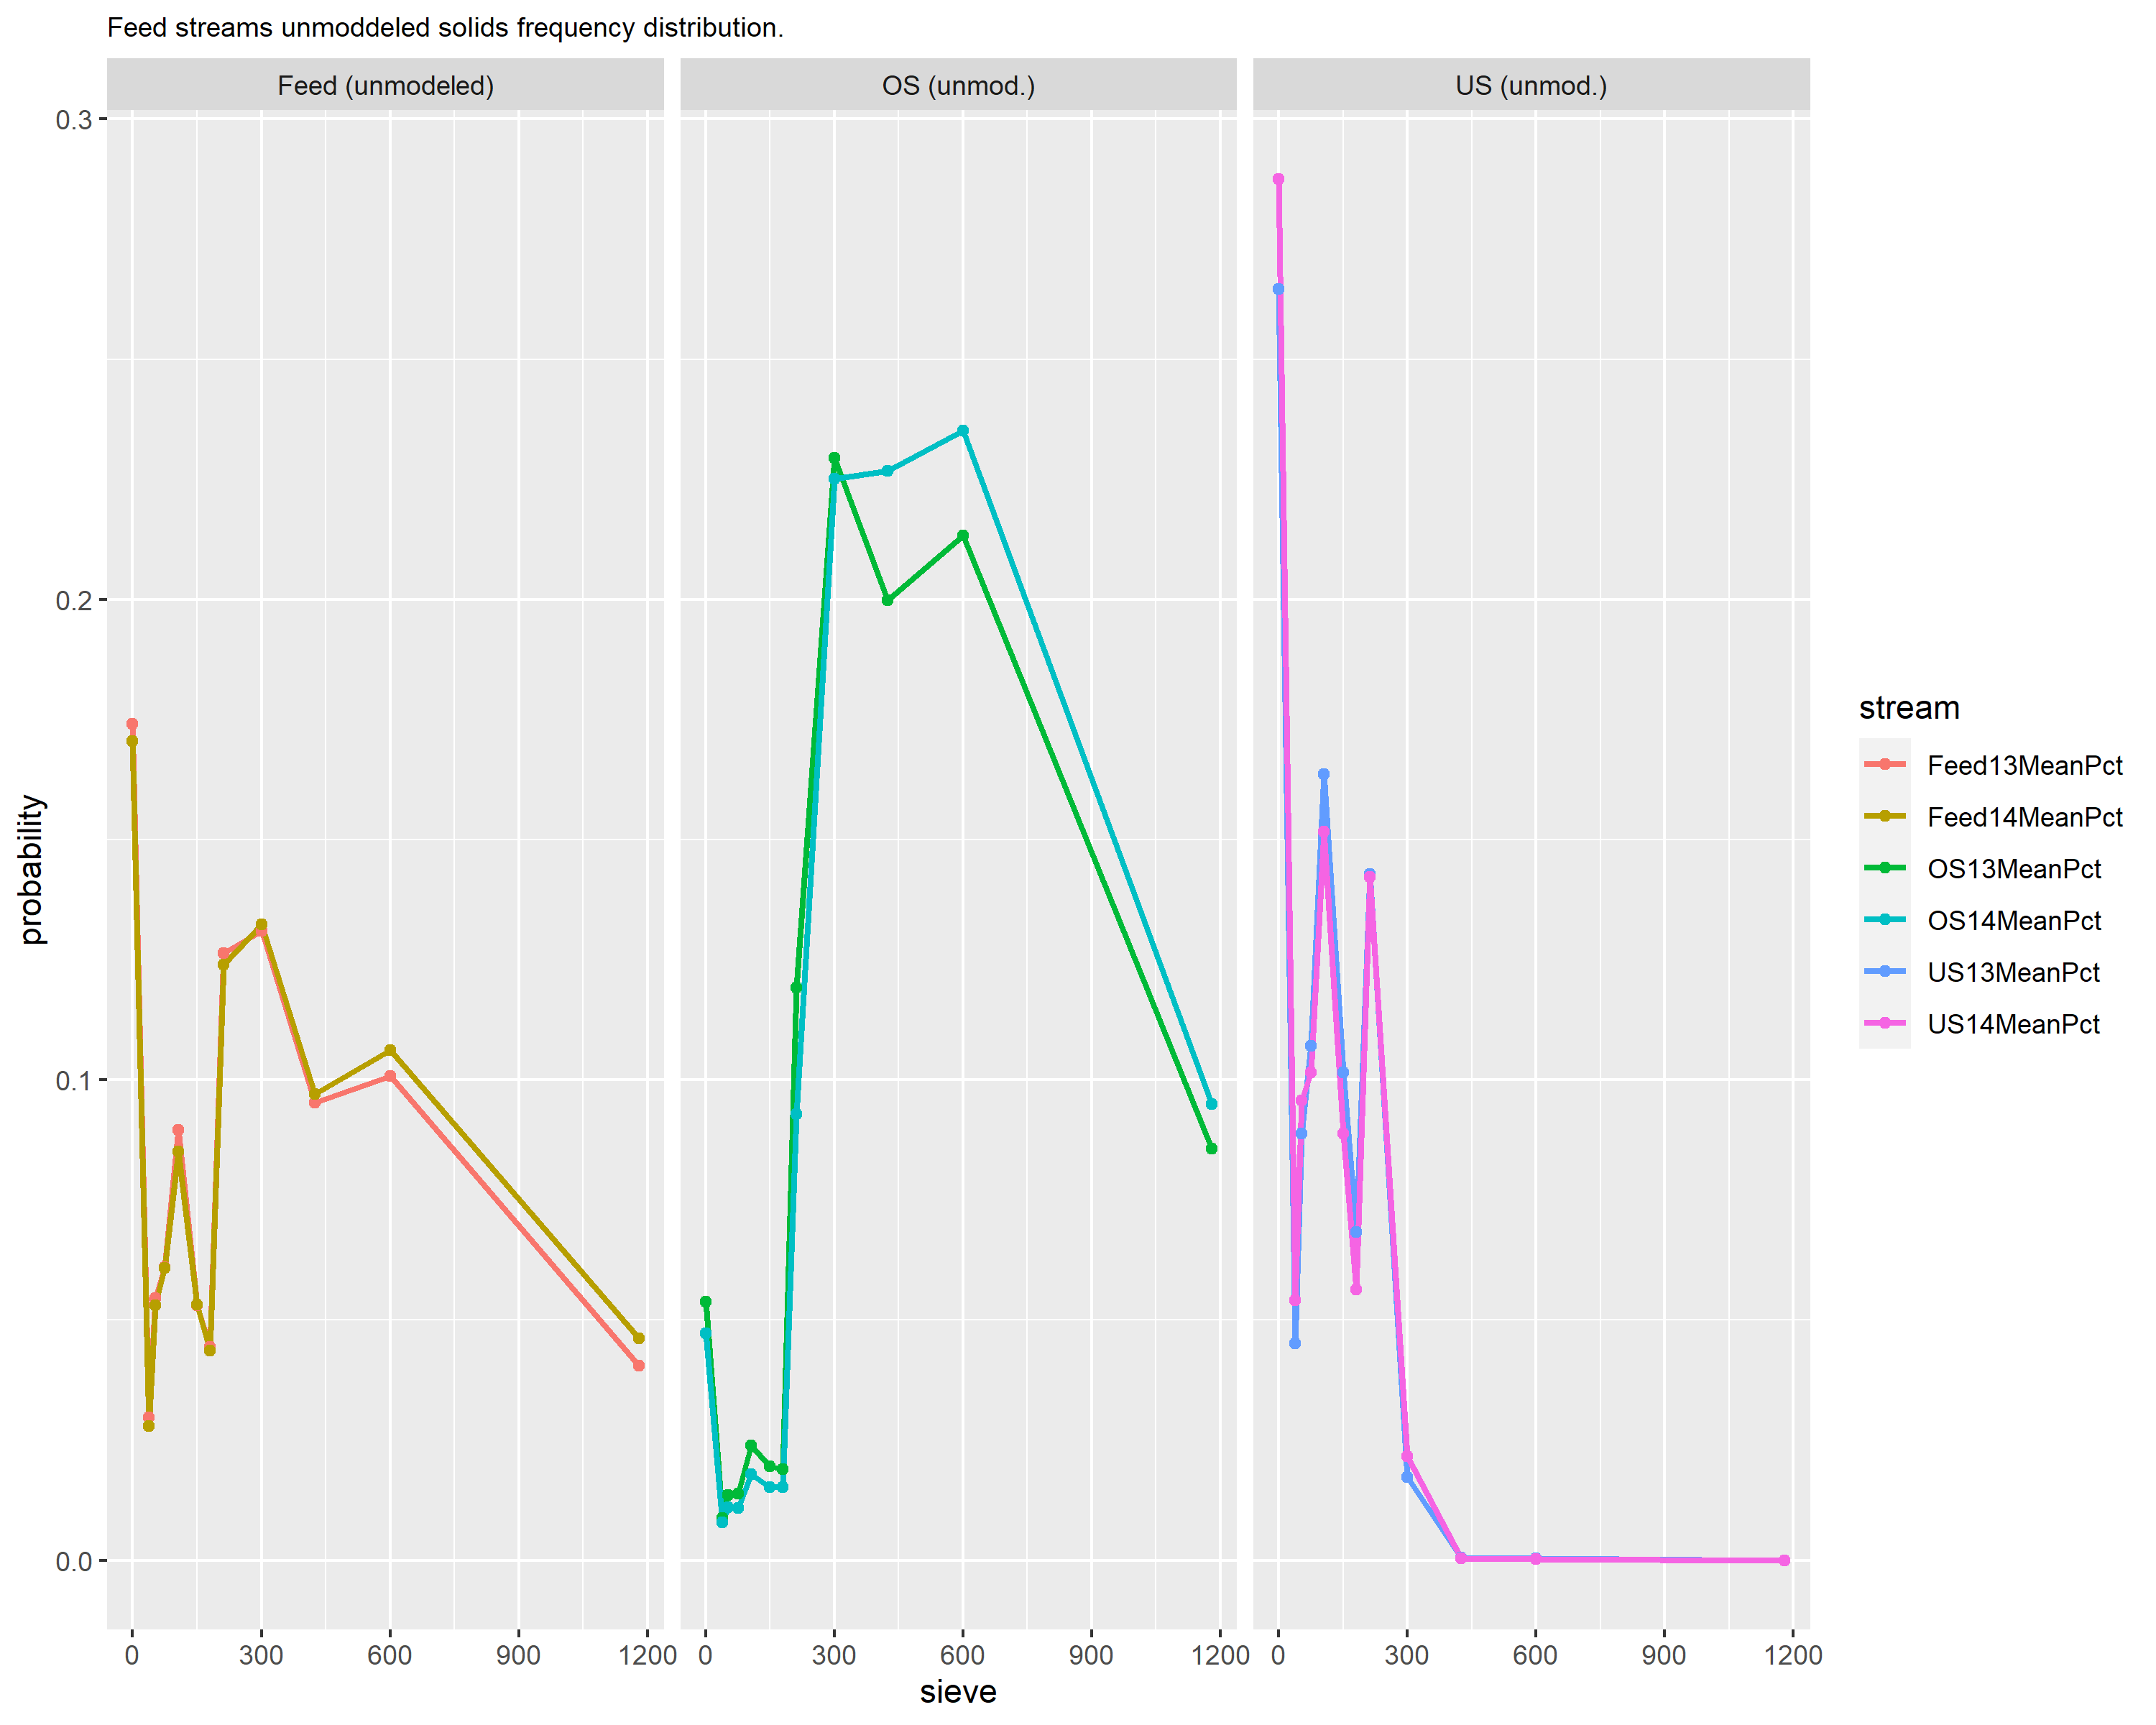 Feed streams unmoddeled solids frequency distribution.
Feed (unmodeled)
OS (unmod.)
US (unmod.)
0.3
0.2
0.1
0.0
probability
0 300 600 900 1200
0 300 600 900 1200
0 300 600 900 1200
sieve
stream
Feed13MeanPct
Feed14MeanPct
OS13MeanPct
OS14MeanPct
US13MeanPct
US14MeanPct